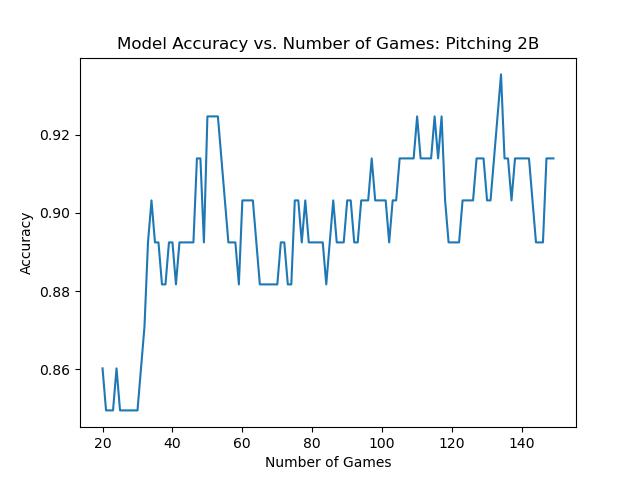 Model Accuracy vs. Number of Games: Pitching 2B
0.92
0.90
0.88
0.86
Accuracy
20 40 60 80 100 120 140
Number of Games